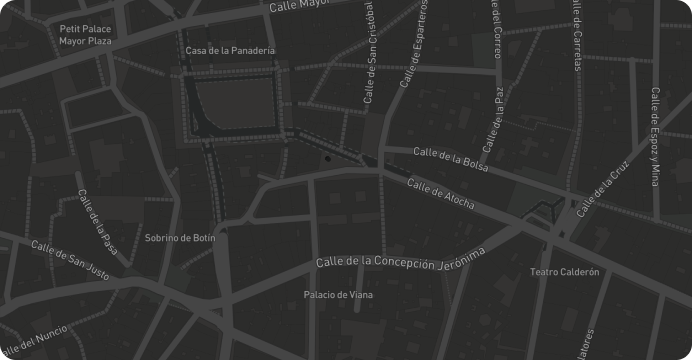 Calle Mayor
Petit Palace
Mayor Plaza
Casa de la Panadería
Calle de San Cristóbal
Calle de Esparteros
e del Correo
lle de Carretas
Calle de la Paz
Calle de Espoz y Mina
Calle de la Bolsa
Calle de Atocha
Calle de la Cruz
Calle de la Pasa
Sobrino de Botín
Calle de San Justo
Calle de la Concepción Jerónima
Teatro Calderón
Palacio de Viana
alle del Nuncio
latores